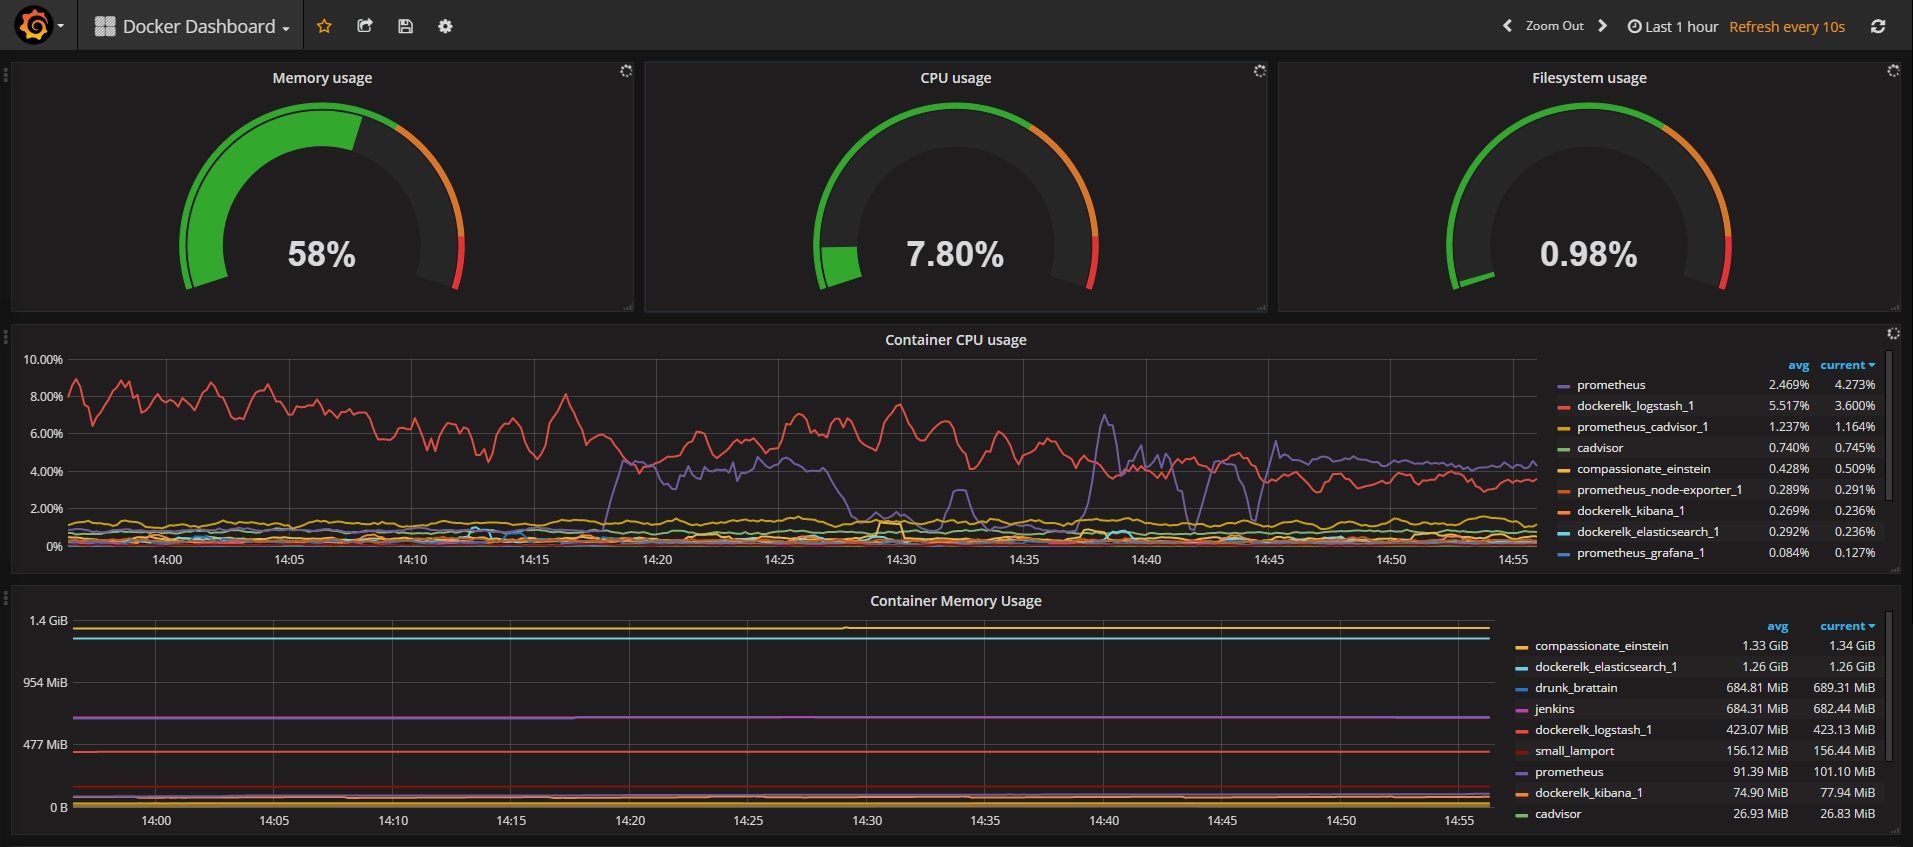 Docker Dashboard
Zoom Out
Last 1 hour
Refresh every 10s
Memory usage
58%
CPU usage
7.80%
Filesystem usage
0.98%
Container CPU usage
10.00%
8.00%
6.00%
4.00%
2.00%
0%
14:00 14:05 14:10 14:15 14:20 14:25 14:30 14:35 14:40 14:45 14:50 14:55
avg current
prometheus 2.469% 4.273%
dockerelk_logstash_1 5.517% 3.600%
prometheus_cadvisor_1 1.237% 1.164%
cadvisor 0.740% 0.745%
compassionate_einstein 0.428% 0.509%
prometheus_node-exporter_1 0.289% 0.291%
dockerelk_kibana_1 0.269% 0.236%
dockerelk_elasticsearch_1 0.292% 0.236%
prometheus_grafana_1 0.084% 0.127%
Container Memory Usage
1.4 GiB
954 MiB
477 MiB
0 B
14:00 14:05 14:10 14:15 14:20 14:25 14:30 14:35 14:40 14:45 14:50 14:55
avg current
compassionate_einstein 1.33 GiB 1.34 GiB
dockerelk_elasticsearch_1 1.26 GiB 1.26 GiB
drunk_brattain 684.81 MiB 689.31 MiB
jenkins 684.31 MiB 682.44 MiB
dockerelk_logstash_1 423.07 MiB 423.13 MiB
small_lamport 156.12 MiB 156.44 MiB
prometheus 91.39 MiB 101.10 MiB
dockerelk_kibana_1 74.90 MiB 77.94 MiB
cadvisor 26.93 MiB 26.83 MiB